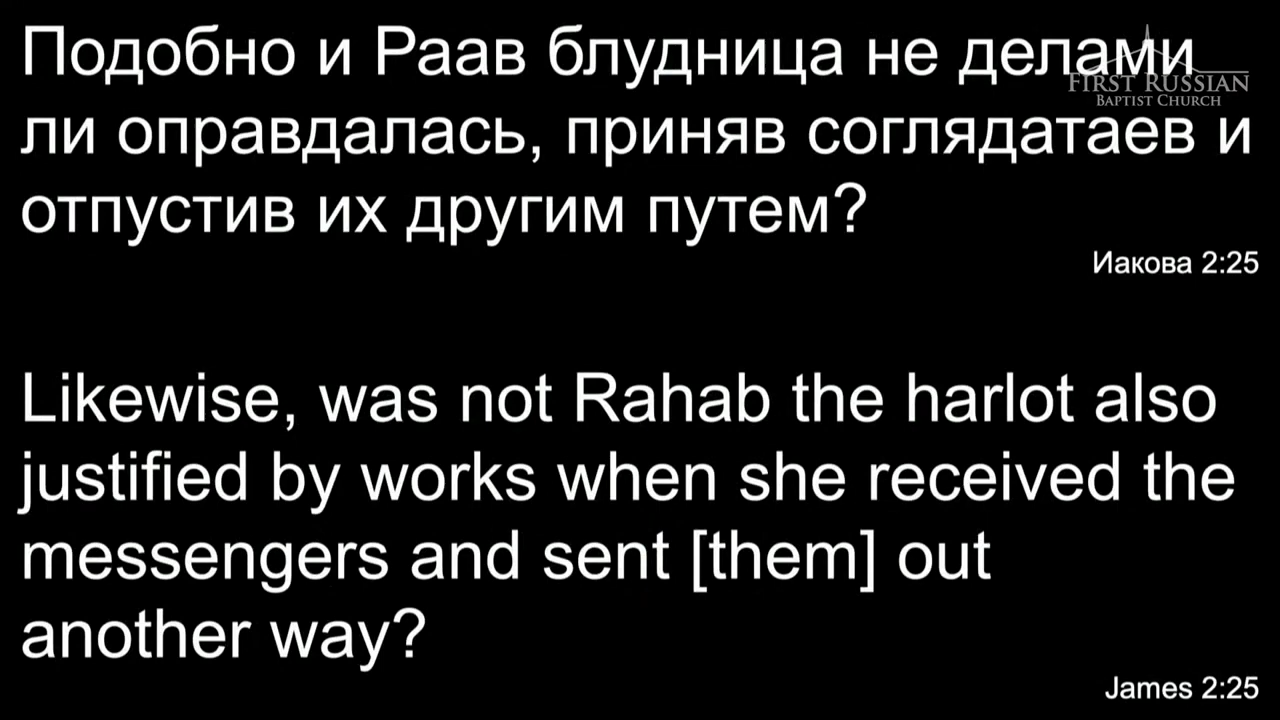 Подобно и Раав блудница не делами
FIRST RUSSIAN
BAPTIST CHURCH
ли оправдалась, приняв соглядатаев и
отпустив их другим путем?
Иакова 2:25
Likewise, was not Rahab the harlot also
justified by works when she received the
messengers and sent [them] out
another way?
James 2:25